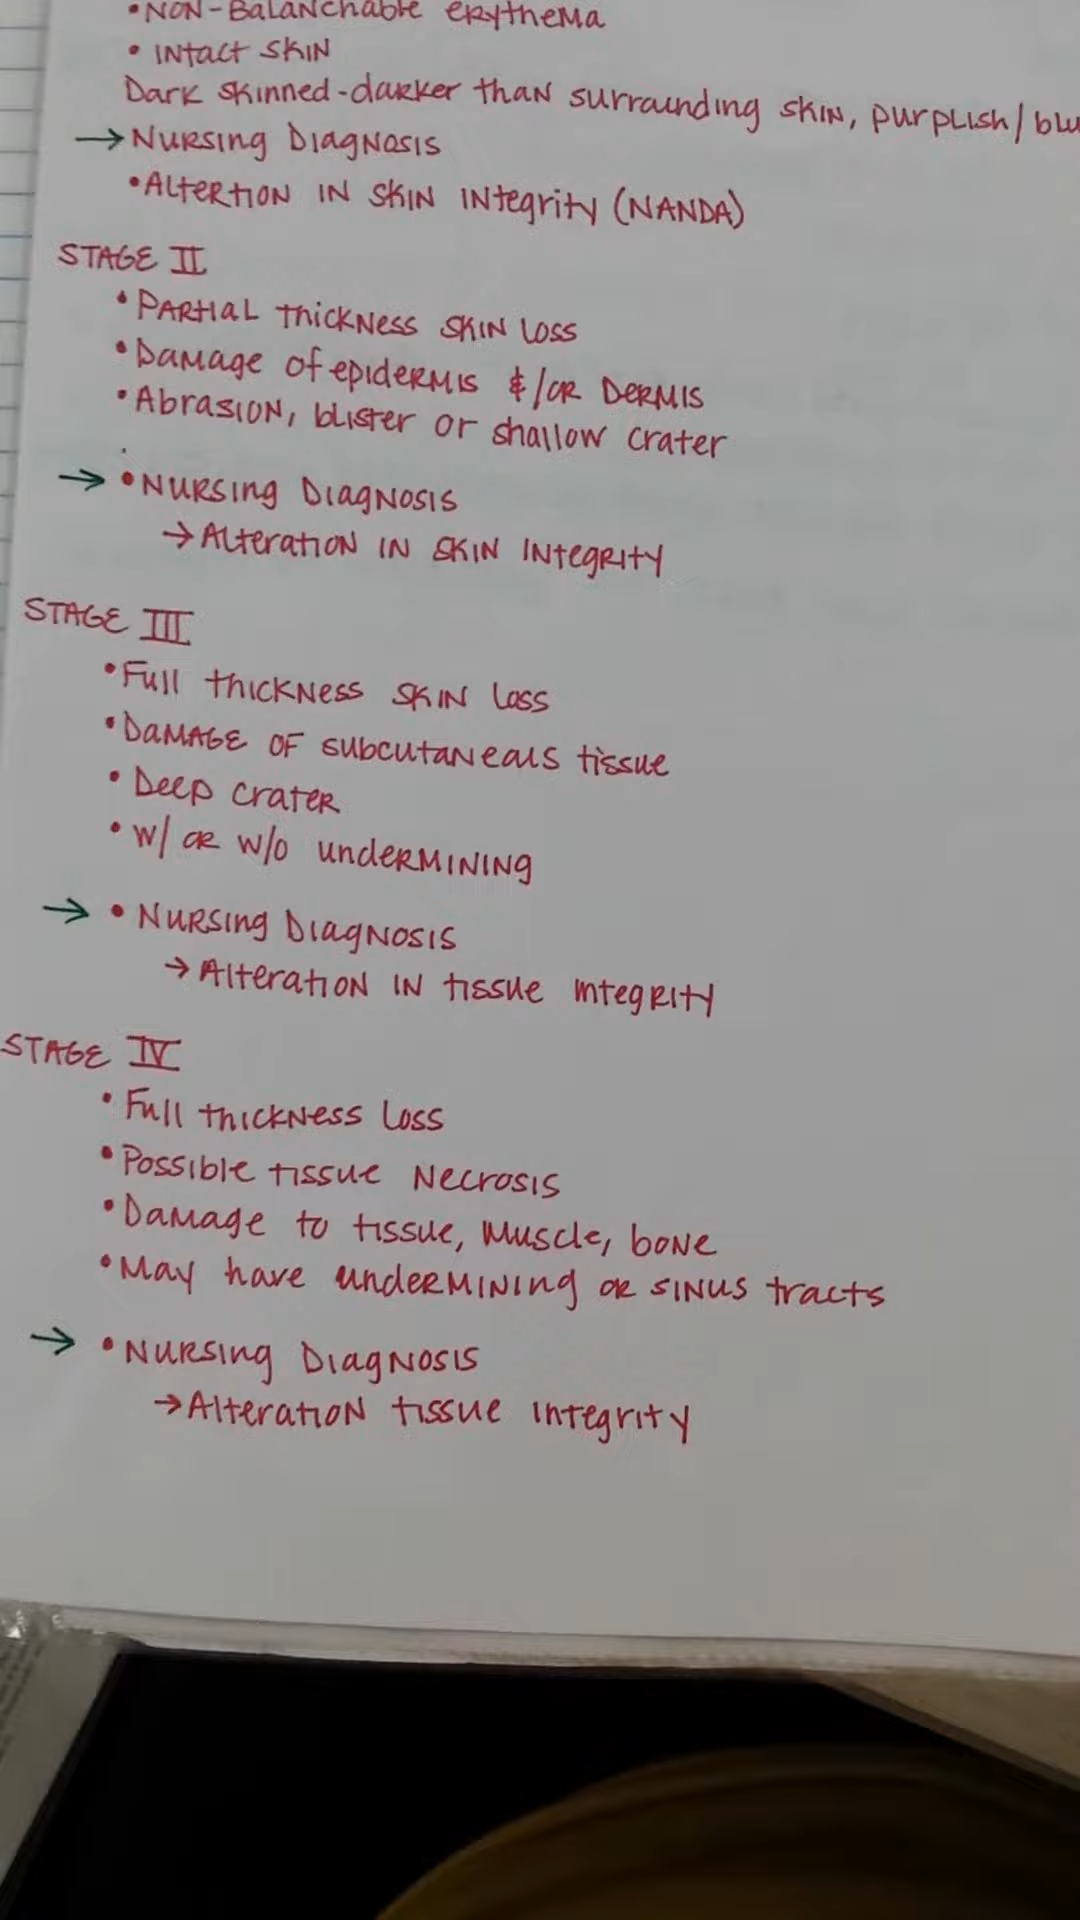 • NON-Balanchable erythema
• Intact skin
Dark skinned-darker than surrounding skin, purplish/blu
→ Nursing Diagnosis
• Altertion in skin integrity (NANDA)
STAGE II
• Partial thickness skin loss
• Damage of epidermis &/or Dermis
• Abrasion, blister or shallow crater
→ • Nursing Diagnosis
→ Alteration in skin integrity
STAGE III
• Full thickness skin loss
• Damage of subcutaneals tissue
• Deep crater
• w/ or w/o undermining
→ • Nursing Diagnosis
→ Alteration in tissue integrity
STAGE IV
• Full thickness loss
• Possible tissue Necrosis
• Damage to tissue, muscle, bone
• May have undermining or sinus tracts
→ • Nursing Diagnosis
→ Alteration tissue integrity